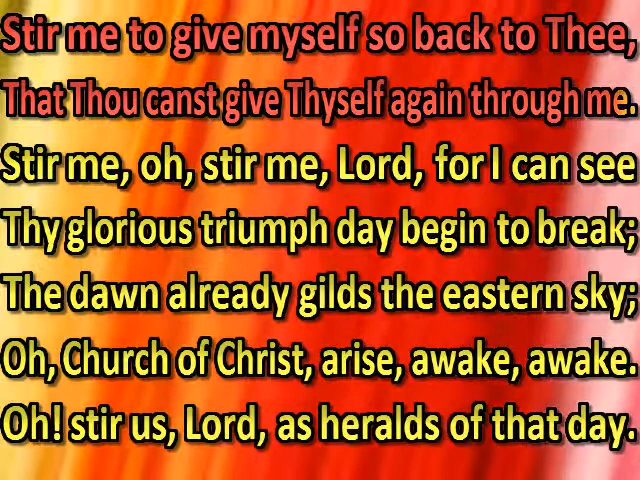 Stir me to give myself so back to Thee,
That Thou canst give Thyself again through me.
Stir me, oh, stir me, Lord, for I can see
Thy glorious triumph day begin to break;
The dawn already gilds the eastern sky;
Oh, Church of Christ, arise, awake, awake.
Oh! stir us, Lord, as heralds of that day.